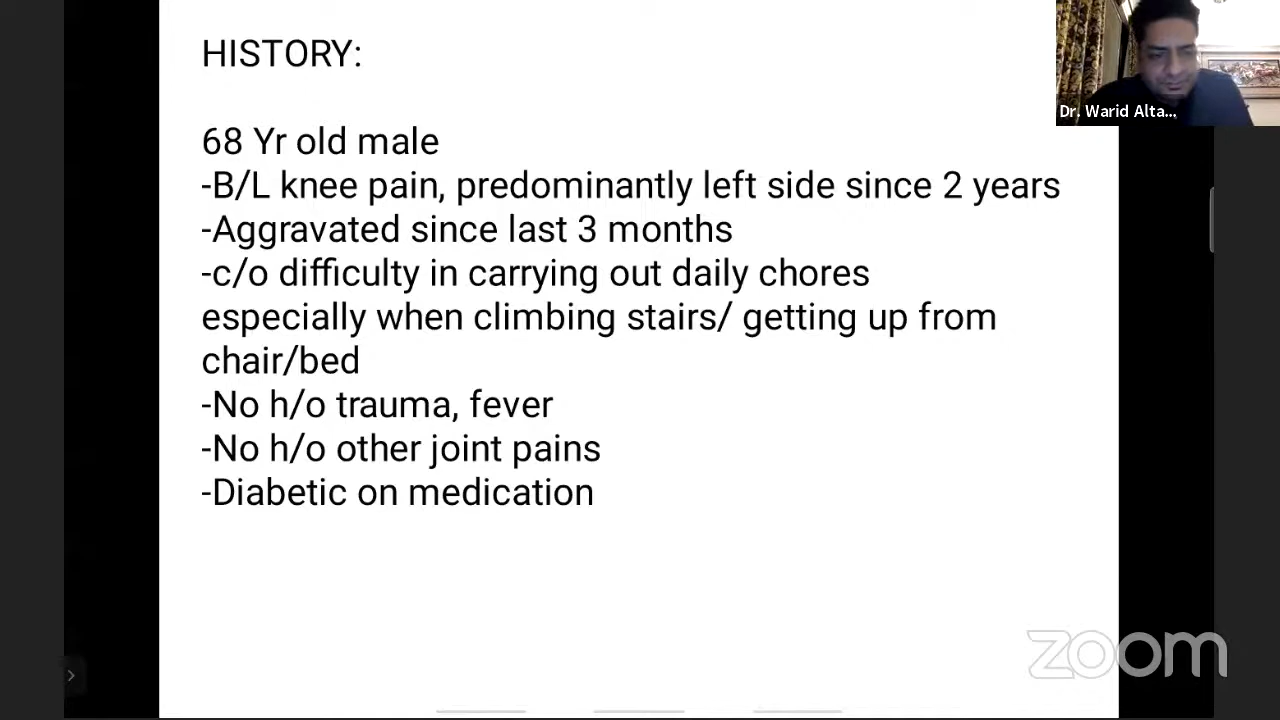 HISTORY:
68 Yr old male
-B/L knee pain, predominantly left side since 2 years
-Aggravated since last 3 months
-c/o difficulty in carrying out daily chores
especially when climbing stairs/ getting up from
chair/bed
-No h/o trauma, fever
-No h/o other joint pains
-Diabetic on medication
Dr. Warid Alta...
zoom